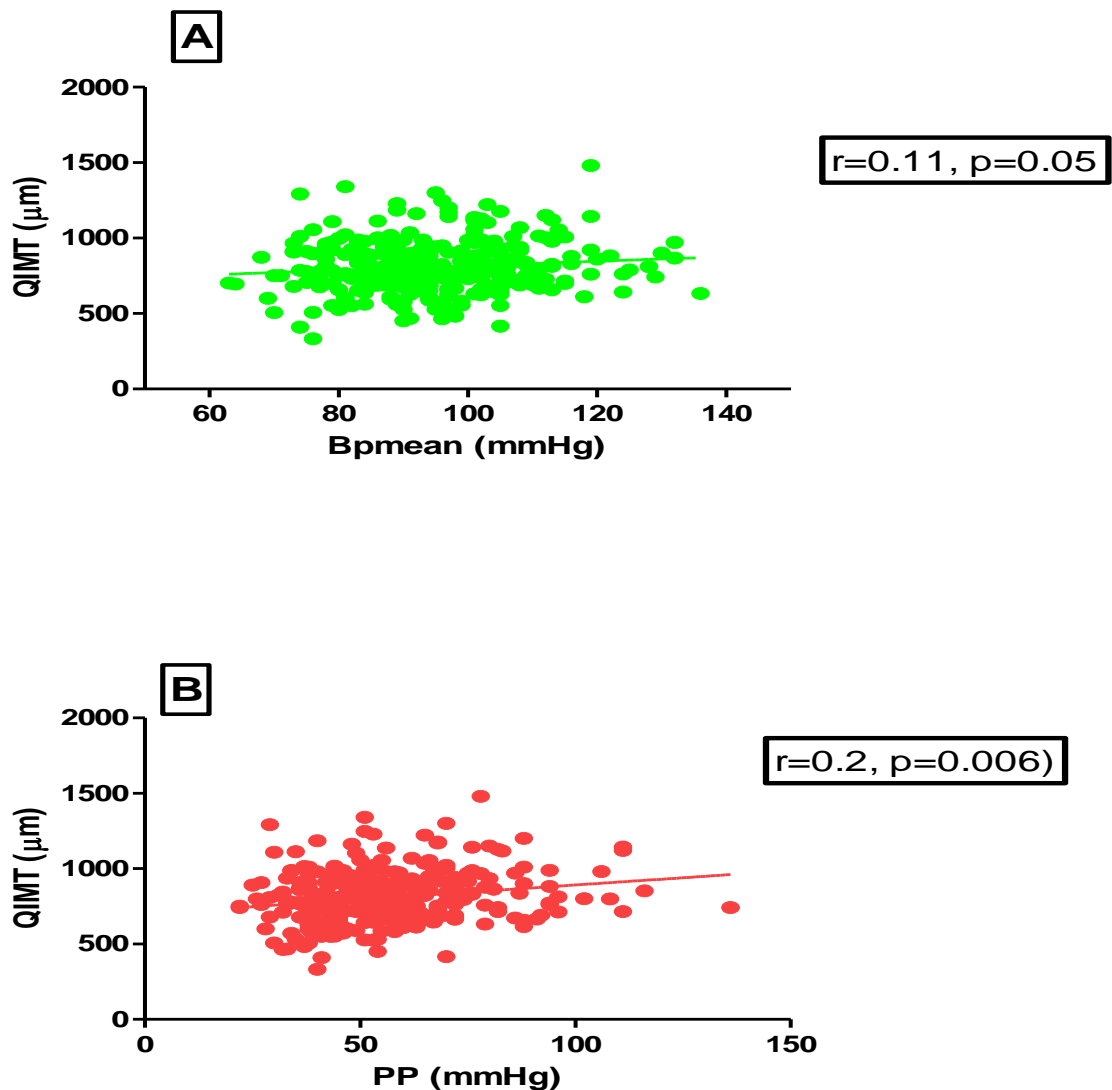 A
2000
1500
1000
500
0
QIMT (μm)
60 80 100 120 140
Bpmean (mmHg)
r=0.11, p=0.05
B
2000
1500
1000
500
0
QIMT (μm)
0 50 100 150
PP (mmHg)
r=0.2, p=0.006)